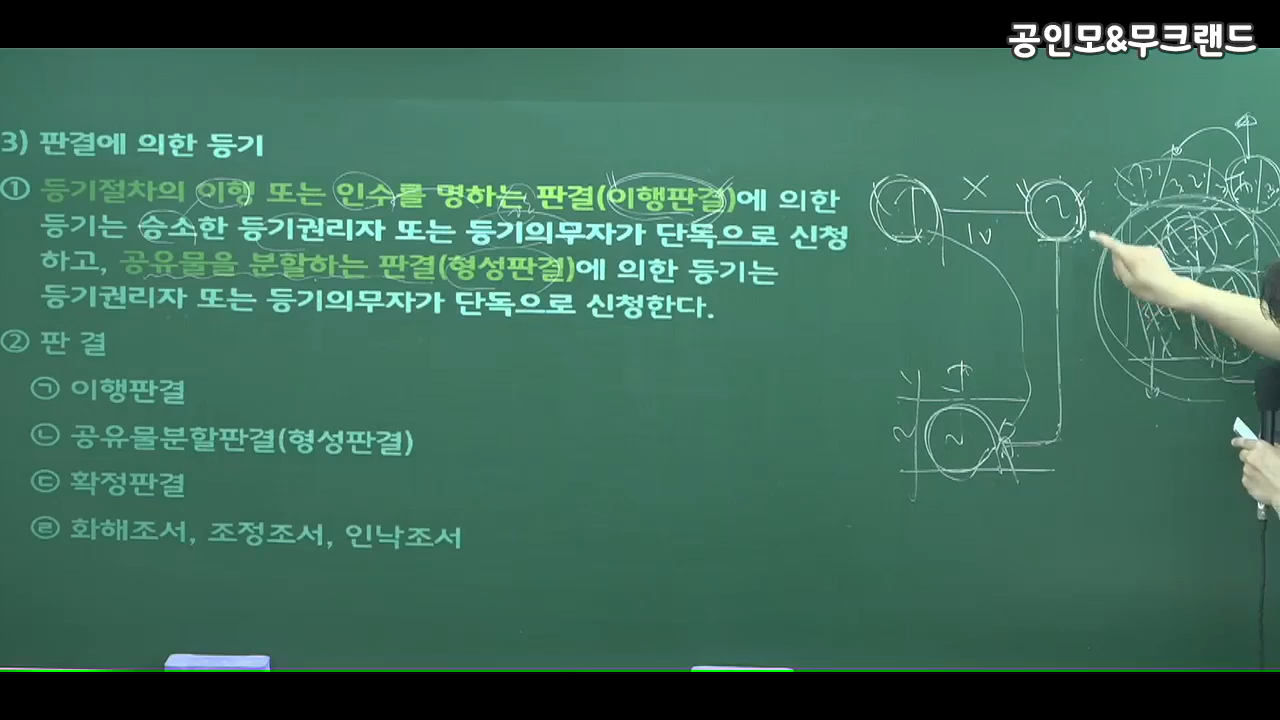 공인모&무크랜드
3) 판결에 의한 등기
① 등기절차의 이행 또는 인수를 명하는 판결(이행판결)에 의한
등기는 승소한 등기권리자 또는 등기의무자가 단독으로 신청
하고, 공유물을 분할하는 판결(형성판결)에 의한 등기는
등기권리자 또는 등기의무자가 단독으로 신청한다.
② 판 결
㉠ 이행판결
㉡ 공유물분할판결(형성판결)
㉢ 확정판결
㉣ 화해조서, 조정조서, 인낙조서
1 X 2
10
2 2